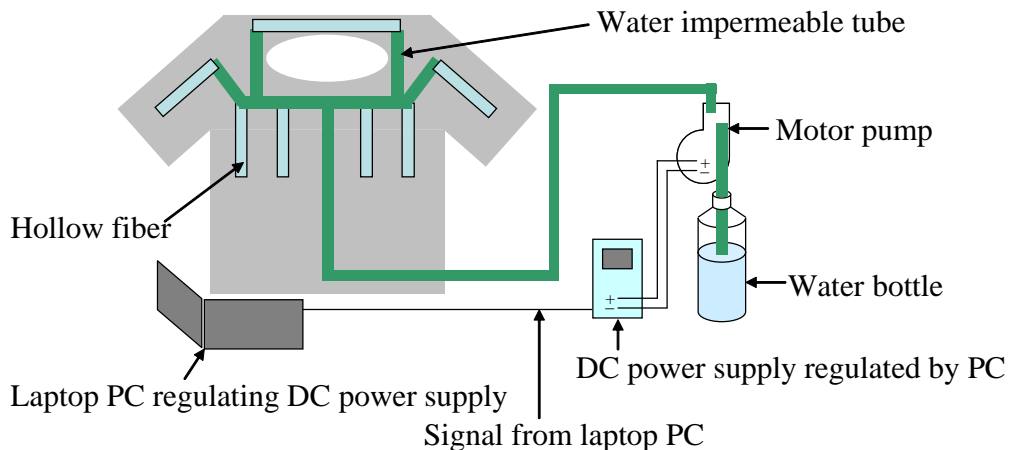 Water impermeable tube
Motor pump
+
−
Hollow fiber
Water bottle
+
−
DC power supply regulated by PC
Laptop PC regulating DC power supply
Signal from laptop PC